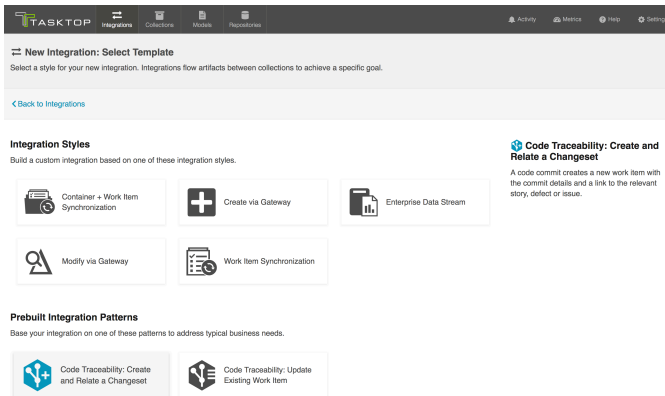 TASKTOP
Integrations
Collections
Models
Repositories
Activity
Metrics
Help
Setting
New Integration: Select Template
Select a style for your new integration. Integrations flow artifacts between collections to achieve a specific goal.
Back to Integrations
Integration Styles
Build a custom integration based on one of these integration styles.
Container + Work Item
Synchronization
Create via Gateway
Enterprise Data Stream
Modify via Gateway
Work Item Synchronization
Prebuilt Integration Patterns
Base your integration on one of these patterns to address typical business needs.
Code Traceability: Create
and Relate a Changeset
Code Traceability: Update
Existing Work Item
Code Traceability: Create and
Relate a Changeset
A code commit creates a new work item with
the commit details and a link to the relevant
story, defect or issue.